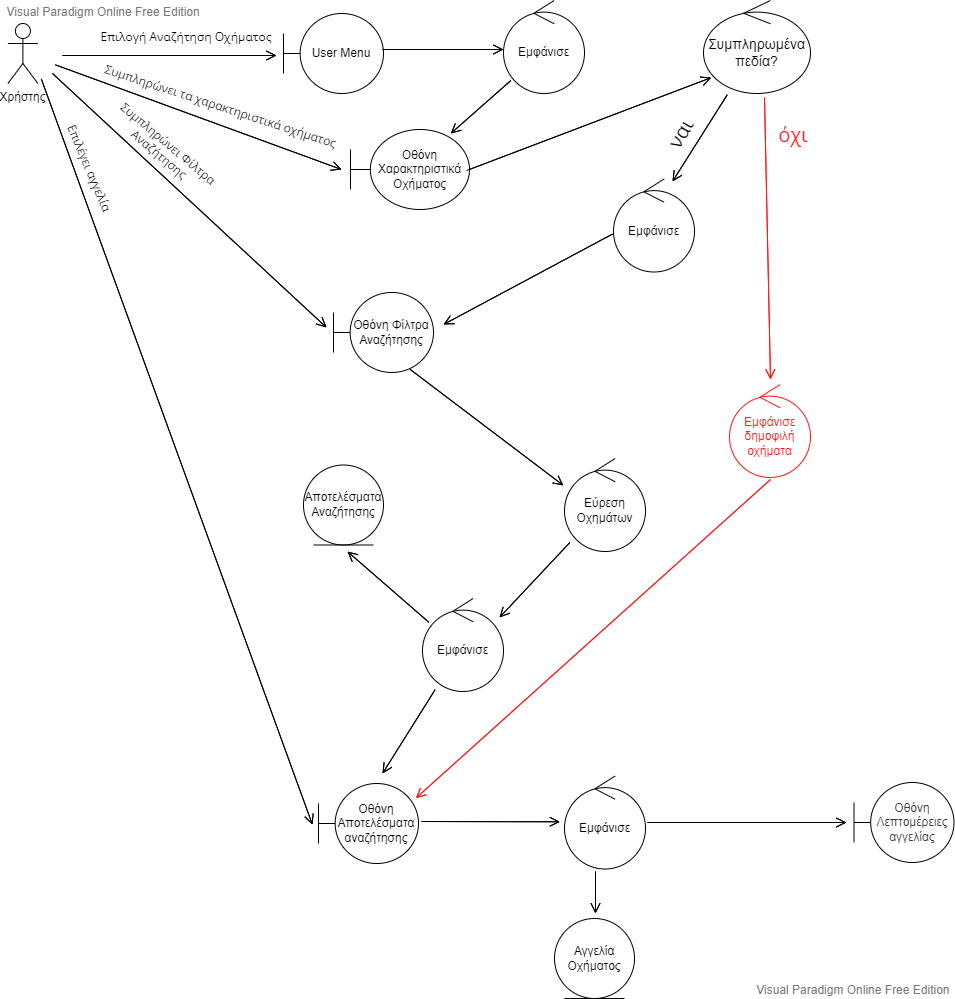 Visual Paradigm Online Free Edition
Επιλογή Αναζήτηση Οχήματος
User Menu
Εμφάνισε
Συμπληρωμένα
πεδία?
Χρήστης
Συμπληρώνει τα χαρακτηριστικά οχήματος
Συμπληρώνει Φίλτρα
Αναζήτησης
Επιλέγει αγγελία
Οθόνη
Χαρακτηριστικά
Οχήματος
ναι
όχι
Εμφάνισε
Οθόνη Φίλτρα
Αναζήτησης
Εμφάνισε
δημοφιλή
οχήματα
Αποτελέσματα
Αναζήτησης
Εύρεση
Οχημάτων
Εμφάνισε
Οθόνη
Αποτελέσματα
αναζήτησης
Εμφάνισε
Οθόνη
Λεπτομέρειες
αγγελίας
Αγγελία
Οχήματος
Visual Paradigm Online Free Edition